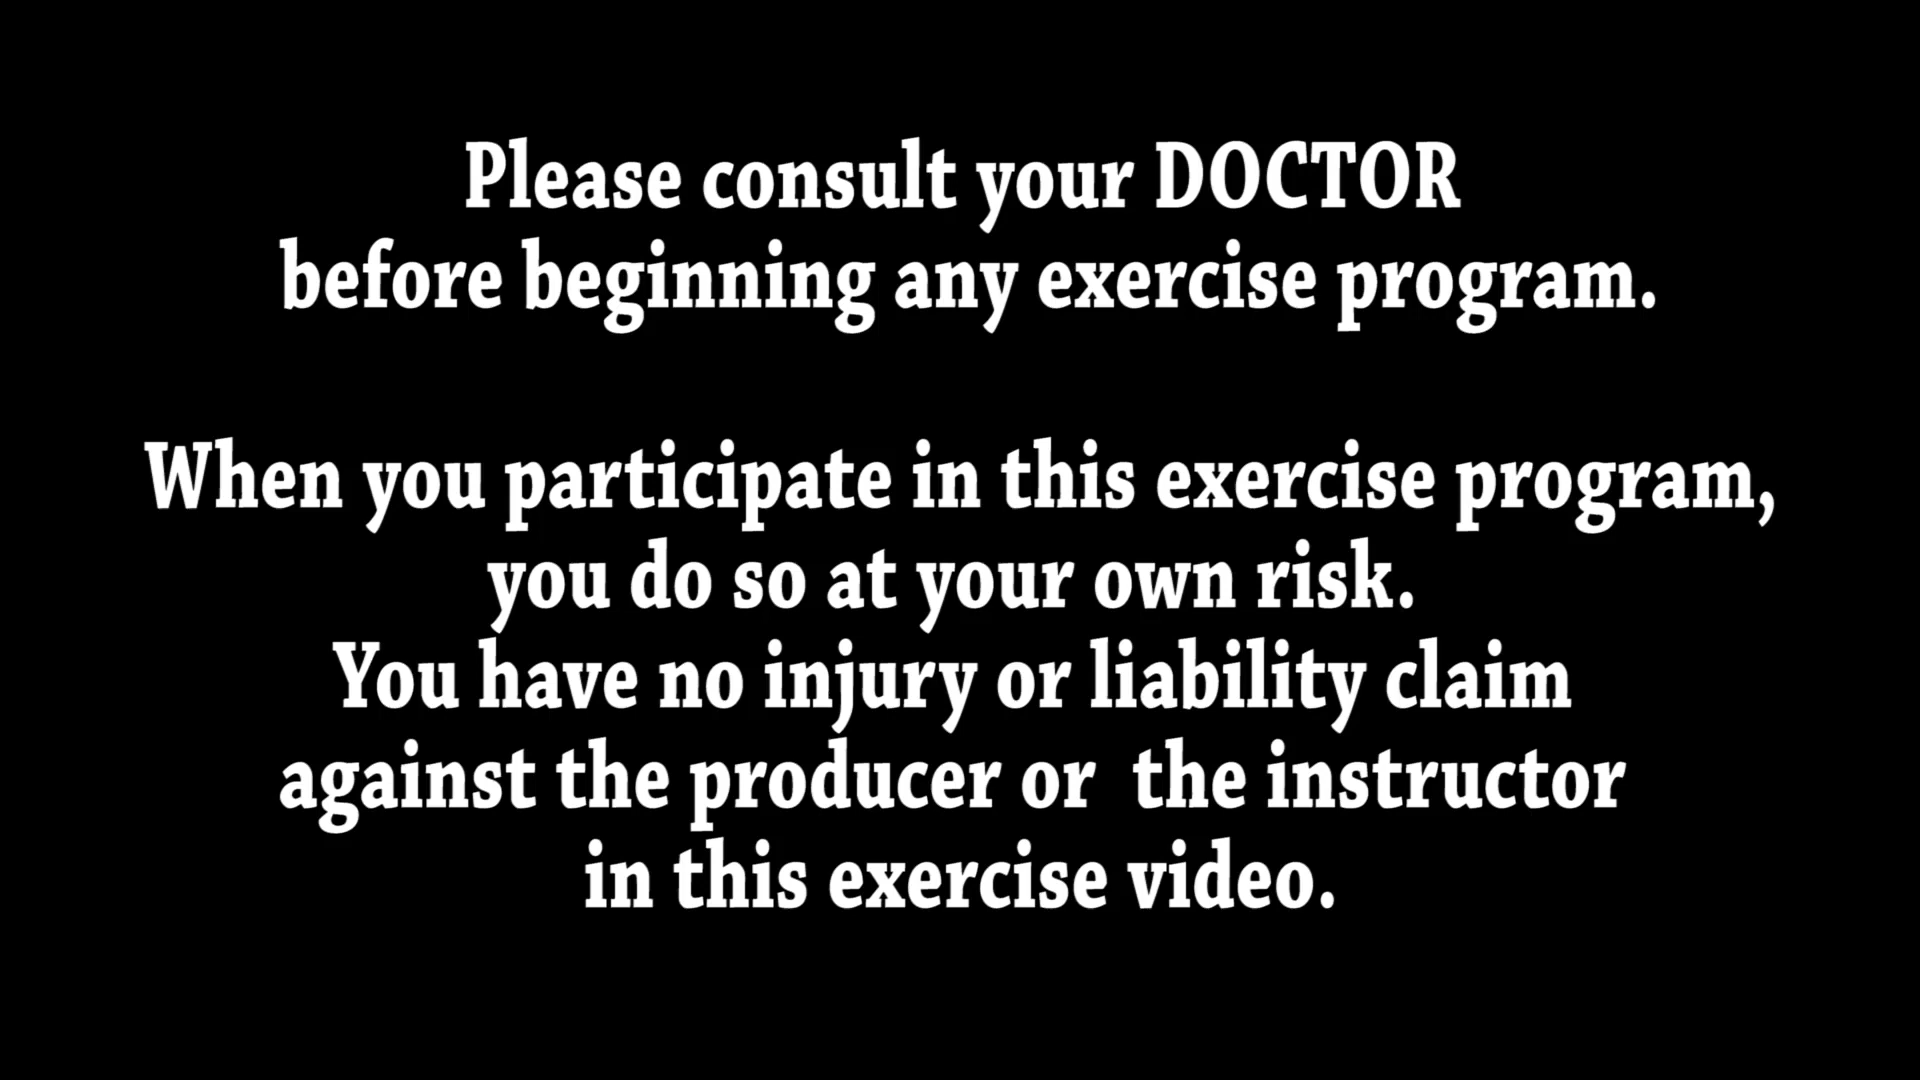 Please consult your DOCTOR
before beginning any exercise program.
When you participate in this exercise program,
you do so at your own risk.
You have no injury or liability claim
against the producer or  the instructor
in this exercise video.